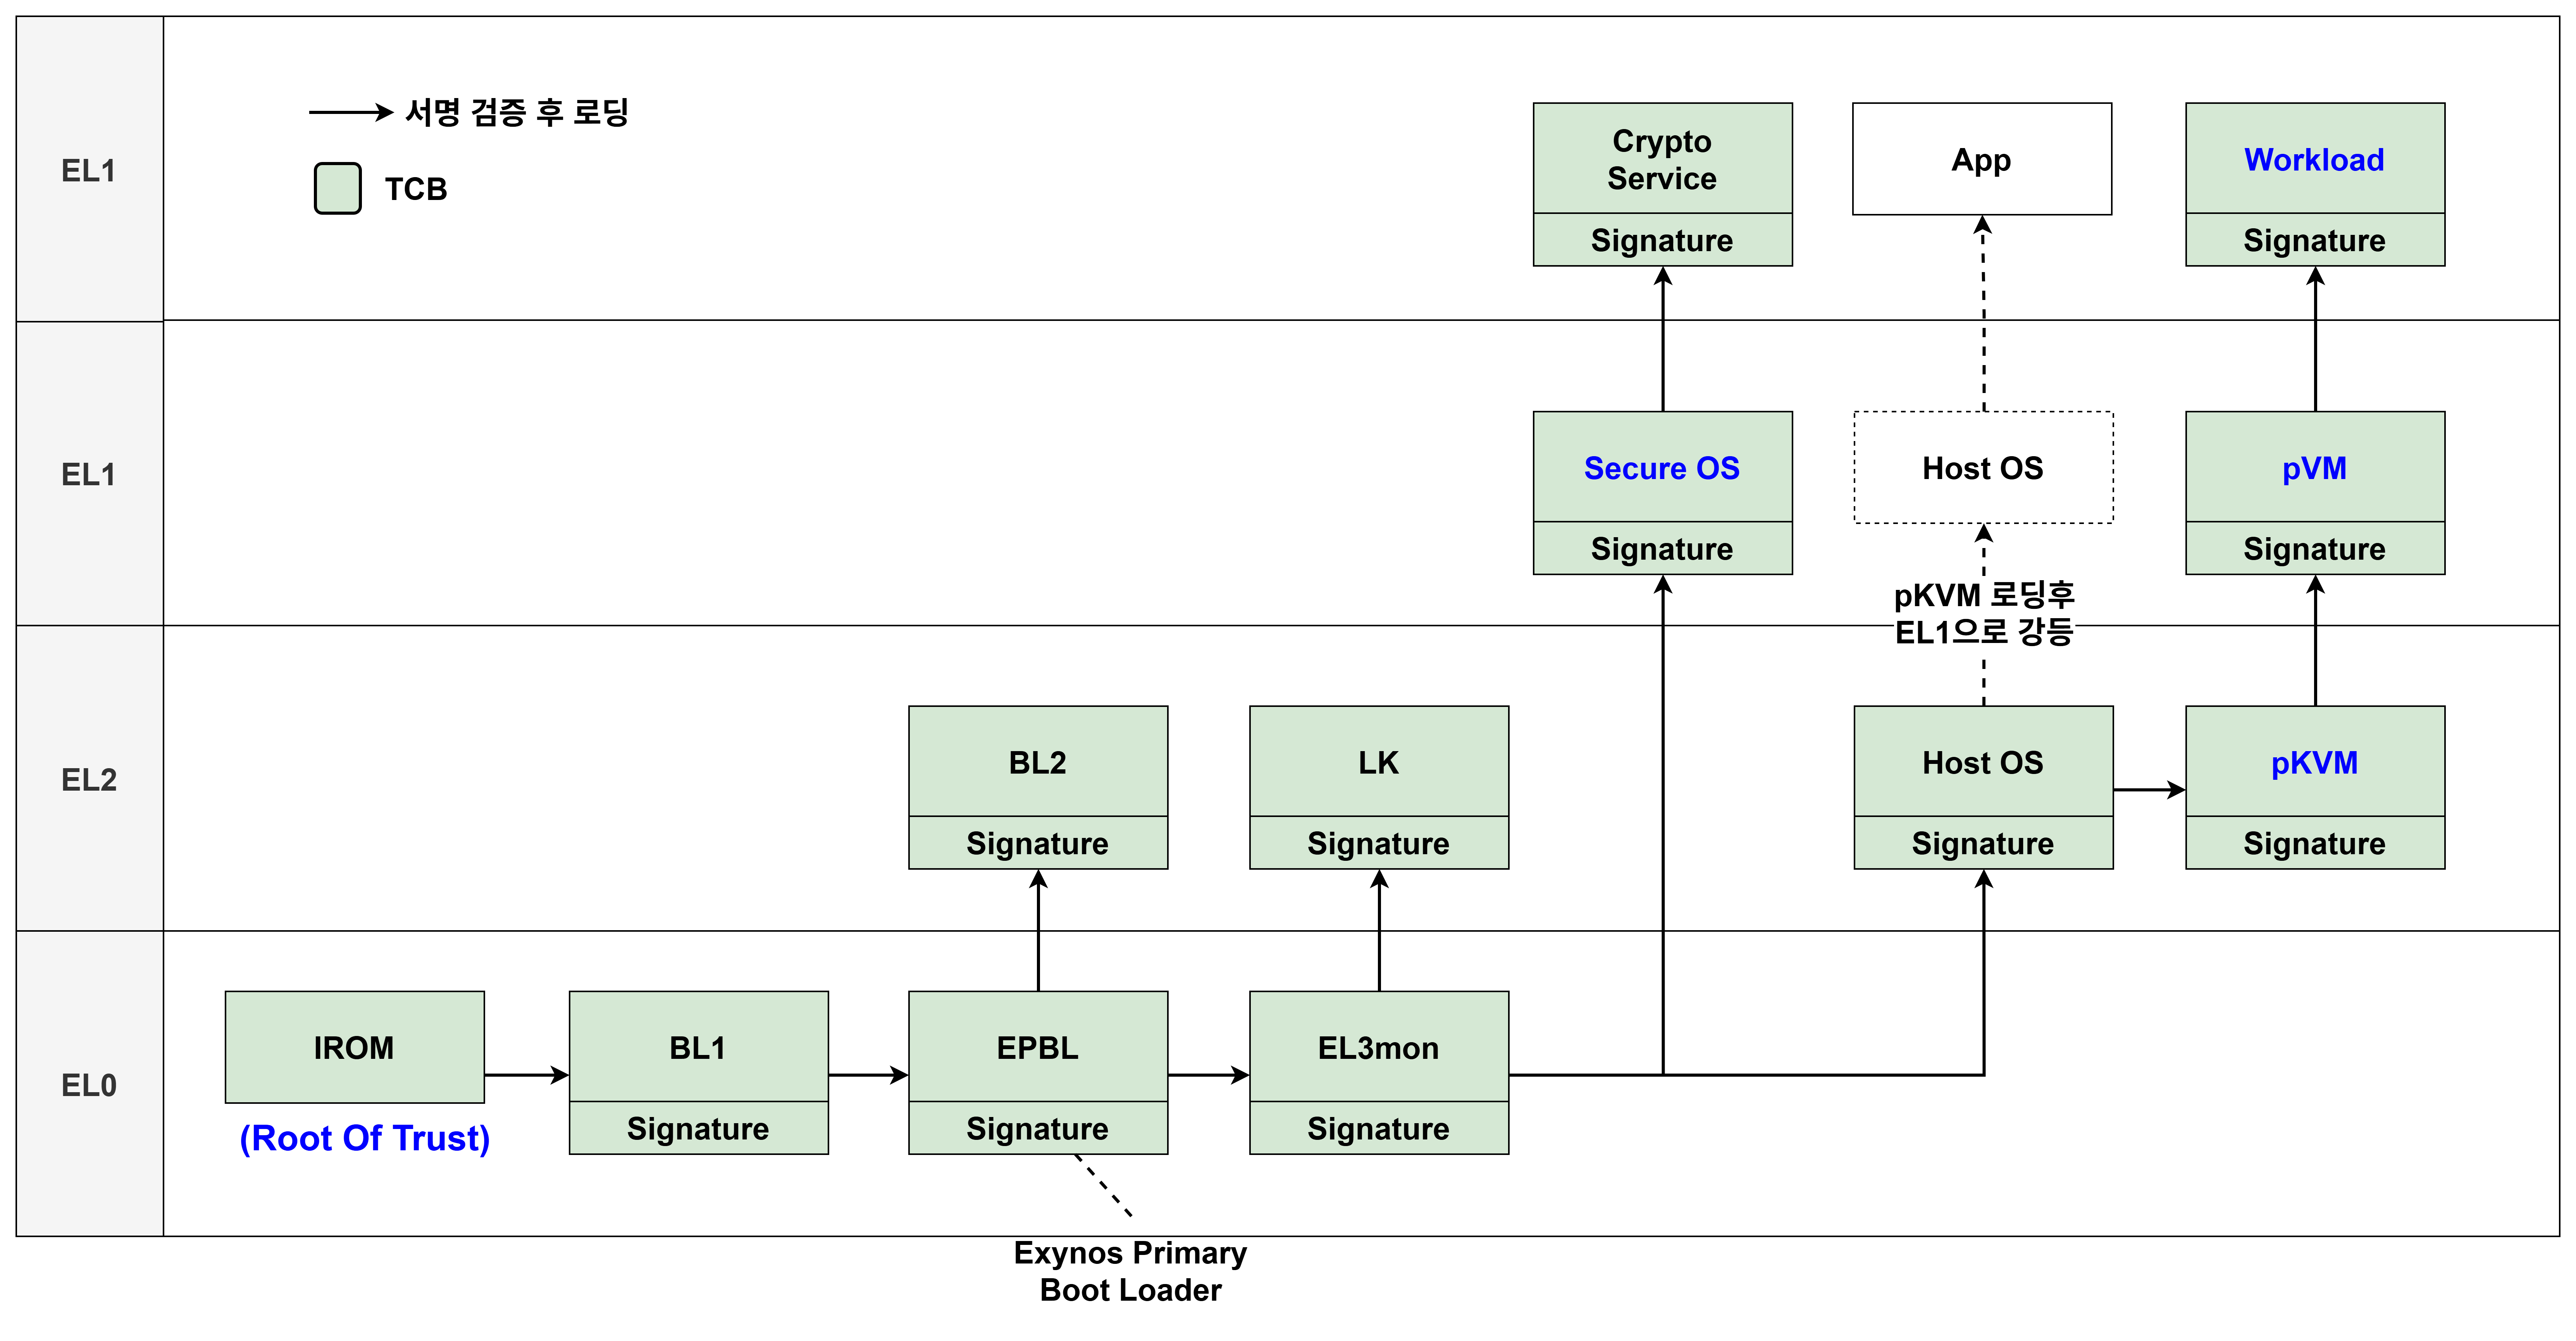 EL1
서명 검증 후 로딩
TCB
Crypto
Service
Signature
App
Workload
Signature
EL1
Secure OS
Signature
Host OS
pVM
Signature
pKVM 로딩후
EL1으로 강등
EL2
BL2
Signature
LK
Signature
Host OS
Signature
pKVM
Signature
EL0
IROM
(Root Of Trust)
BL1
Signature
EPBL
Signature
EL3mon
Signature
Exynos Primary
Boot Loader